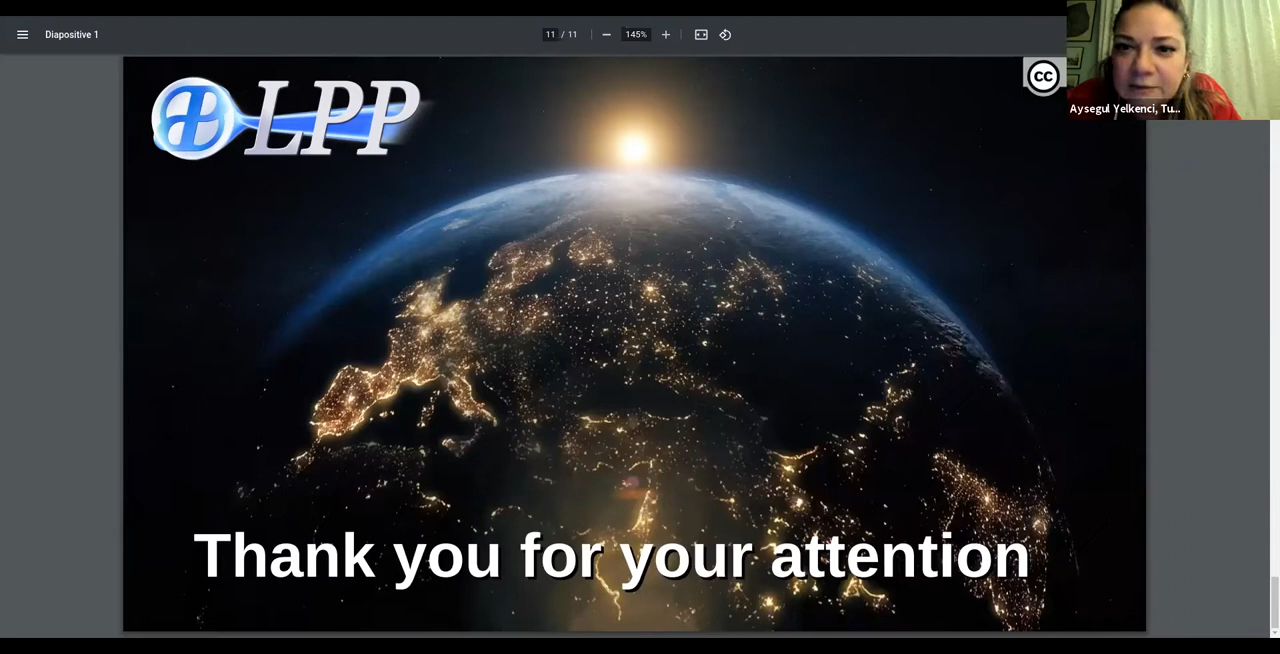 Diapositive 1
11 / 11
145%
LPP
cc
Aysegul Yelkenci, Tu...
Thank you for your attention